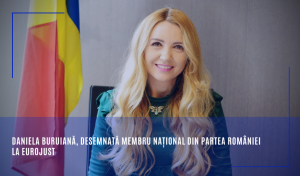 DANIELA BURUIANĂ, DESEMNATĂ MEMBRU NAȚIONAL DIN PARTEA ROMÂNIEI
LA EUROJUST